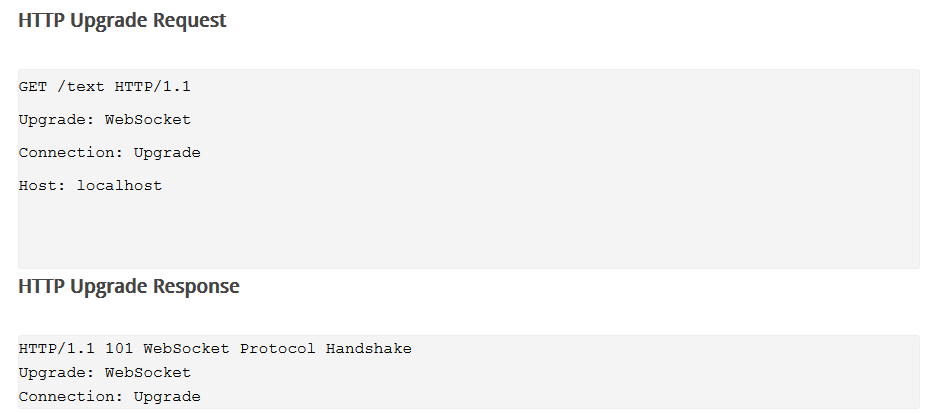 HTTP Upgrade Request
GET /text HTTP/1.1
Upgrade: WebSocket
Connection: Upgrade
Host: localhost
HTTP Upgrade Response
HTTP/1.1 101 WebSocket Protocol Handshake
Upgrade: WebSocket
Connection: Upgrade